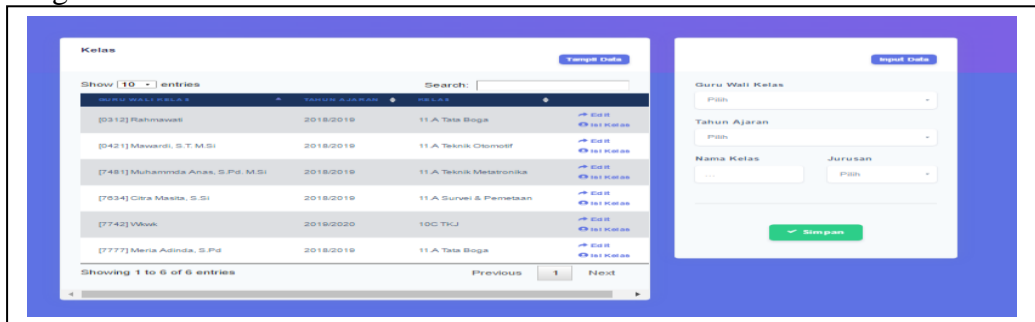 Kelas
Tampil Data
Show 10 entries
Search:
GURU WALI KELAS TAHUN AJARAN KELAS
[0312] Rahmawati 2018/2019 11.A Tata Boga Edit
Isi Kelas
[0421] Mawardi, S.T. M.Si 2018/2019 11.A Teknik Otomotif Edit
Isi Kelas
[7481] Muhammda Anas, S.Pd. M.Si 2018/2019 11.A Teknik Metatronika Edit
Isi Kelas
[7634] Citra Masita, S.Si 2018/2019 11.A Survei & Pemetaan Edit
Isi Kelas
[7742] Wkwk 2019/2020 10C TKJ Edit
Isi Kelas
[7777] Meria Adinda, S.Pd 2018/2019 11.A Tata Boga Edit
Isi Kelas
Showing 1 to 6 of 6 entries
Previous 1 Next
Input Data
Guru Wali Kelas
Pilih
Tahun Ajaran
Pilih
Nama Kelas Jurusan
.... Pilih
Simpan